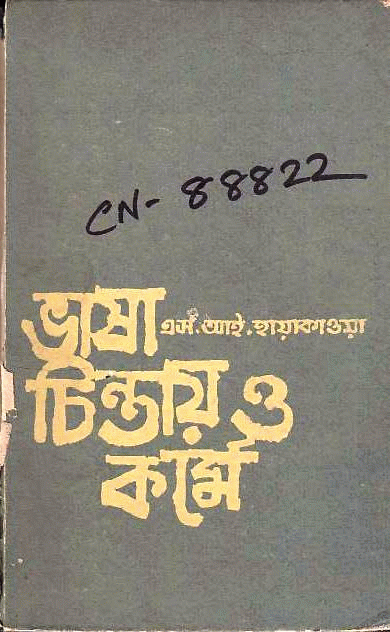 CN- 88822
ভাষা
এস. আই. হায়াকাওয়া
চিন্তায় ও
কর্মে